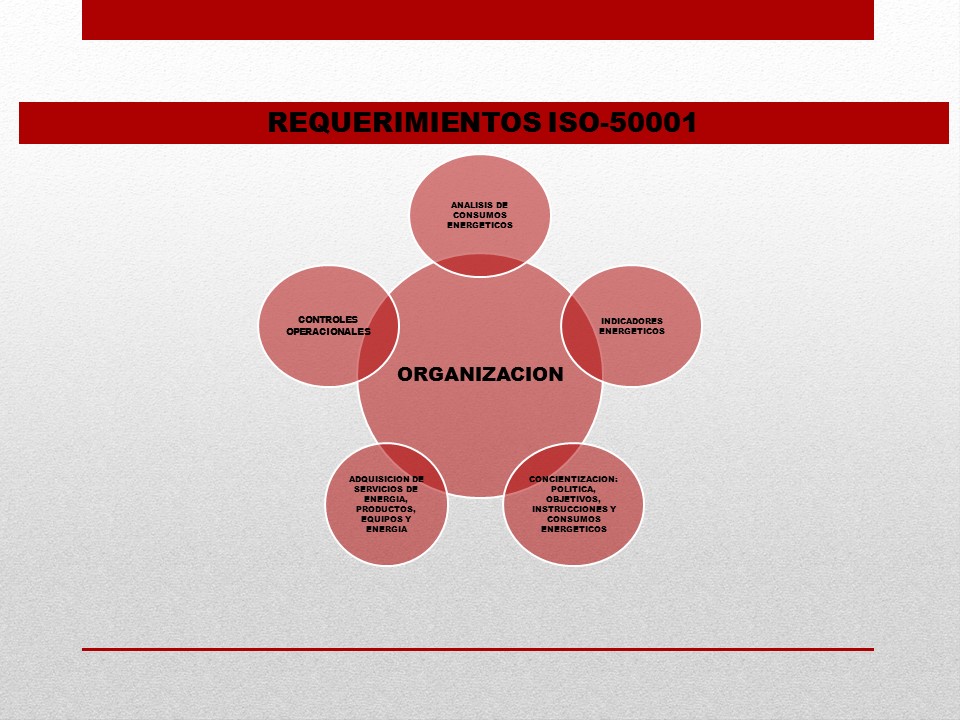 REQUERIMIENTOS ISO-50001
ANALISIS DE
CONSUMOS
ENERGETICOS
CONTROLES
OPERACIONALES
INDICADORES
ENERGETICOS
ORGANIZACION
ADQUISICION DE
SERVICIOS DE
ENERGIA,
PRODUCTOS,
EQUIPOS Y
ENERGIA
CONCIENTIZACION:
POLITICA,
OBJETIVOS,
INSTRUCCIONES Y
CONSUMOS
ENERGETICOS